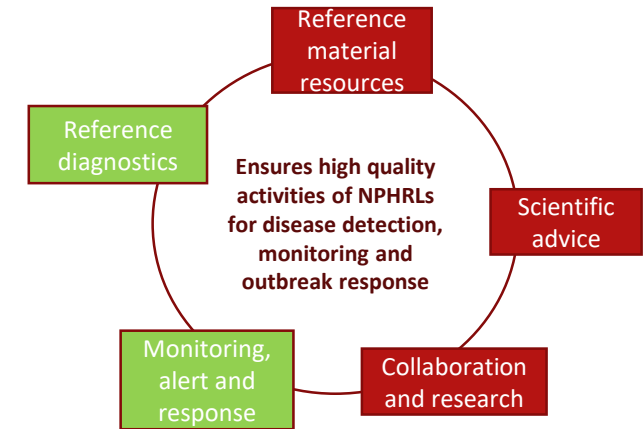 Reference
material
resources
Reference
diagnostics
Ensures high quality
activities of NPHRLs
for disease detection,
monitoring and
outbreak response
Scientific
advice
Monitoring,
alert and
response
Collaboration
and research